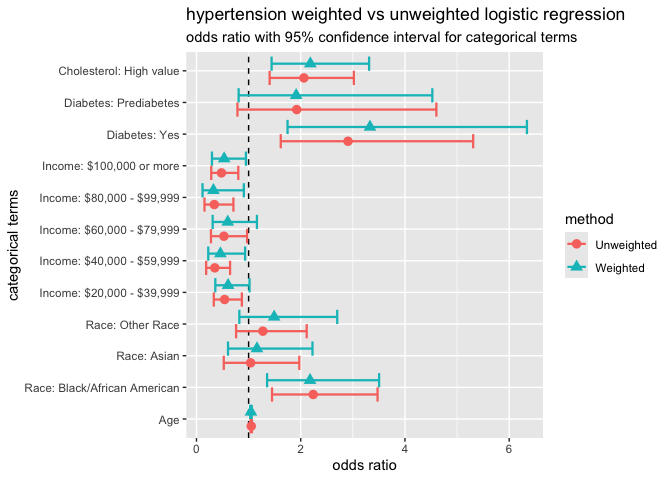 hypertension weighted vs unweighted logistic regression
odds ratio with 95% confidence interval for categorical terms
categorical terms
Cholesterol: High value
Diabetes: Prediabetes
Diabetes: Yes
Income: $100,000 or more
Income: $80,000 - $99,999
Income: $60,000 - $79,999
Income: $40,000 - $59,999
Income: $20,000 - $39,999
Race: Other Race
Race: Asian
Race: Black/African American
Age
0 2 4 6
odds ratio
method
Unweighted
Weighted